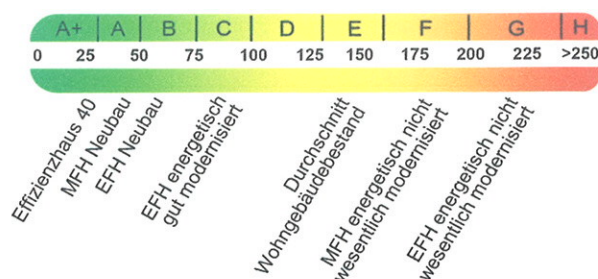 A+ A B C D E F G H
0 25 50 75 100 125 150 175 200 225 >250
Effizienzhaus 40
MFH Neubau
EFH Neubau
EFH energetisch
gut modernisiert
Durchschnitt
Wohngebäudebestand
MFH energetisch nicht
wesentlich modernisiert
EFH energetisch nicht
wesentlich modernisiert